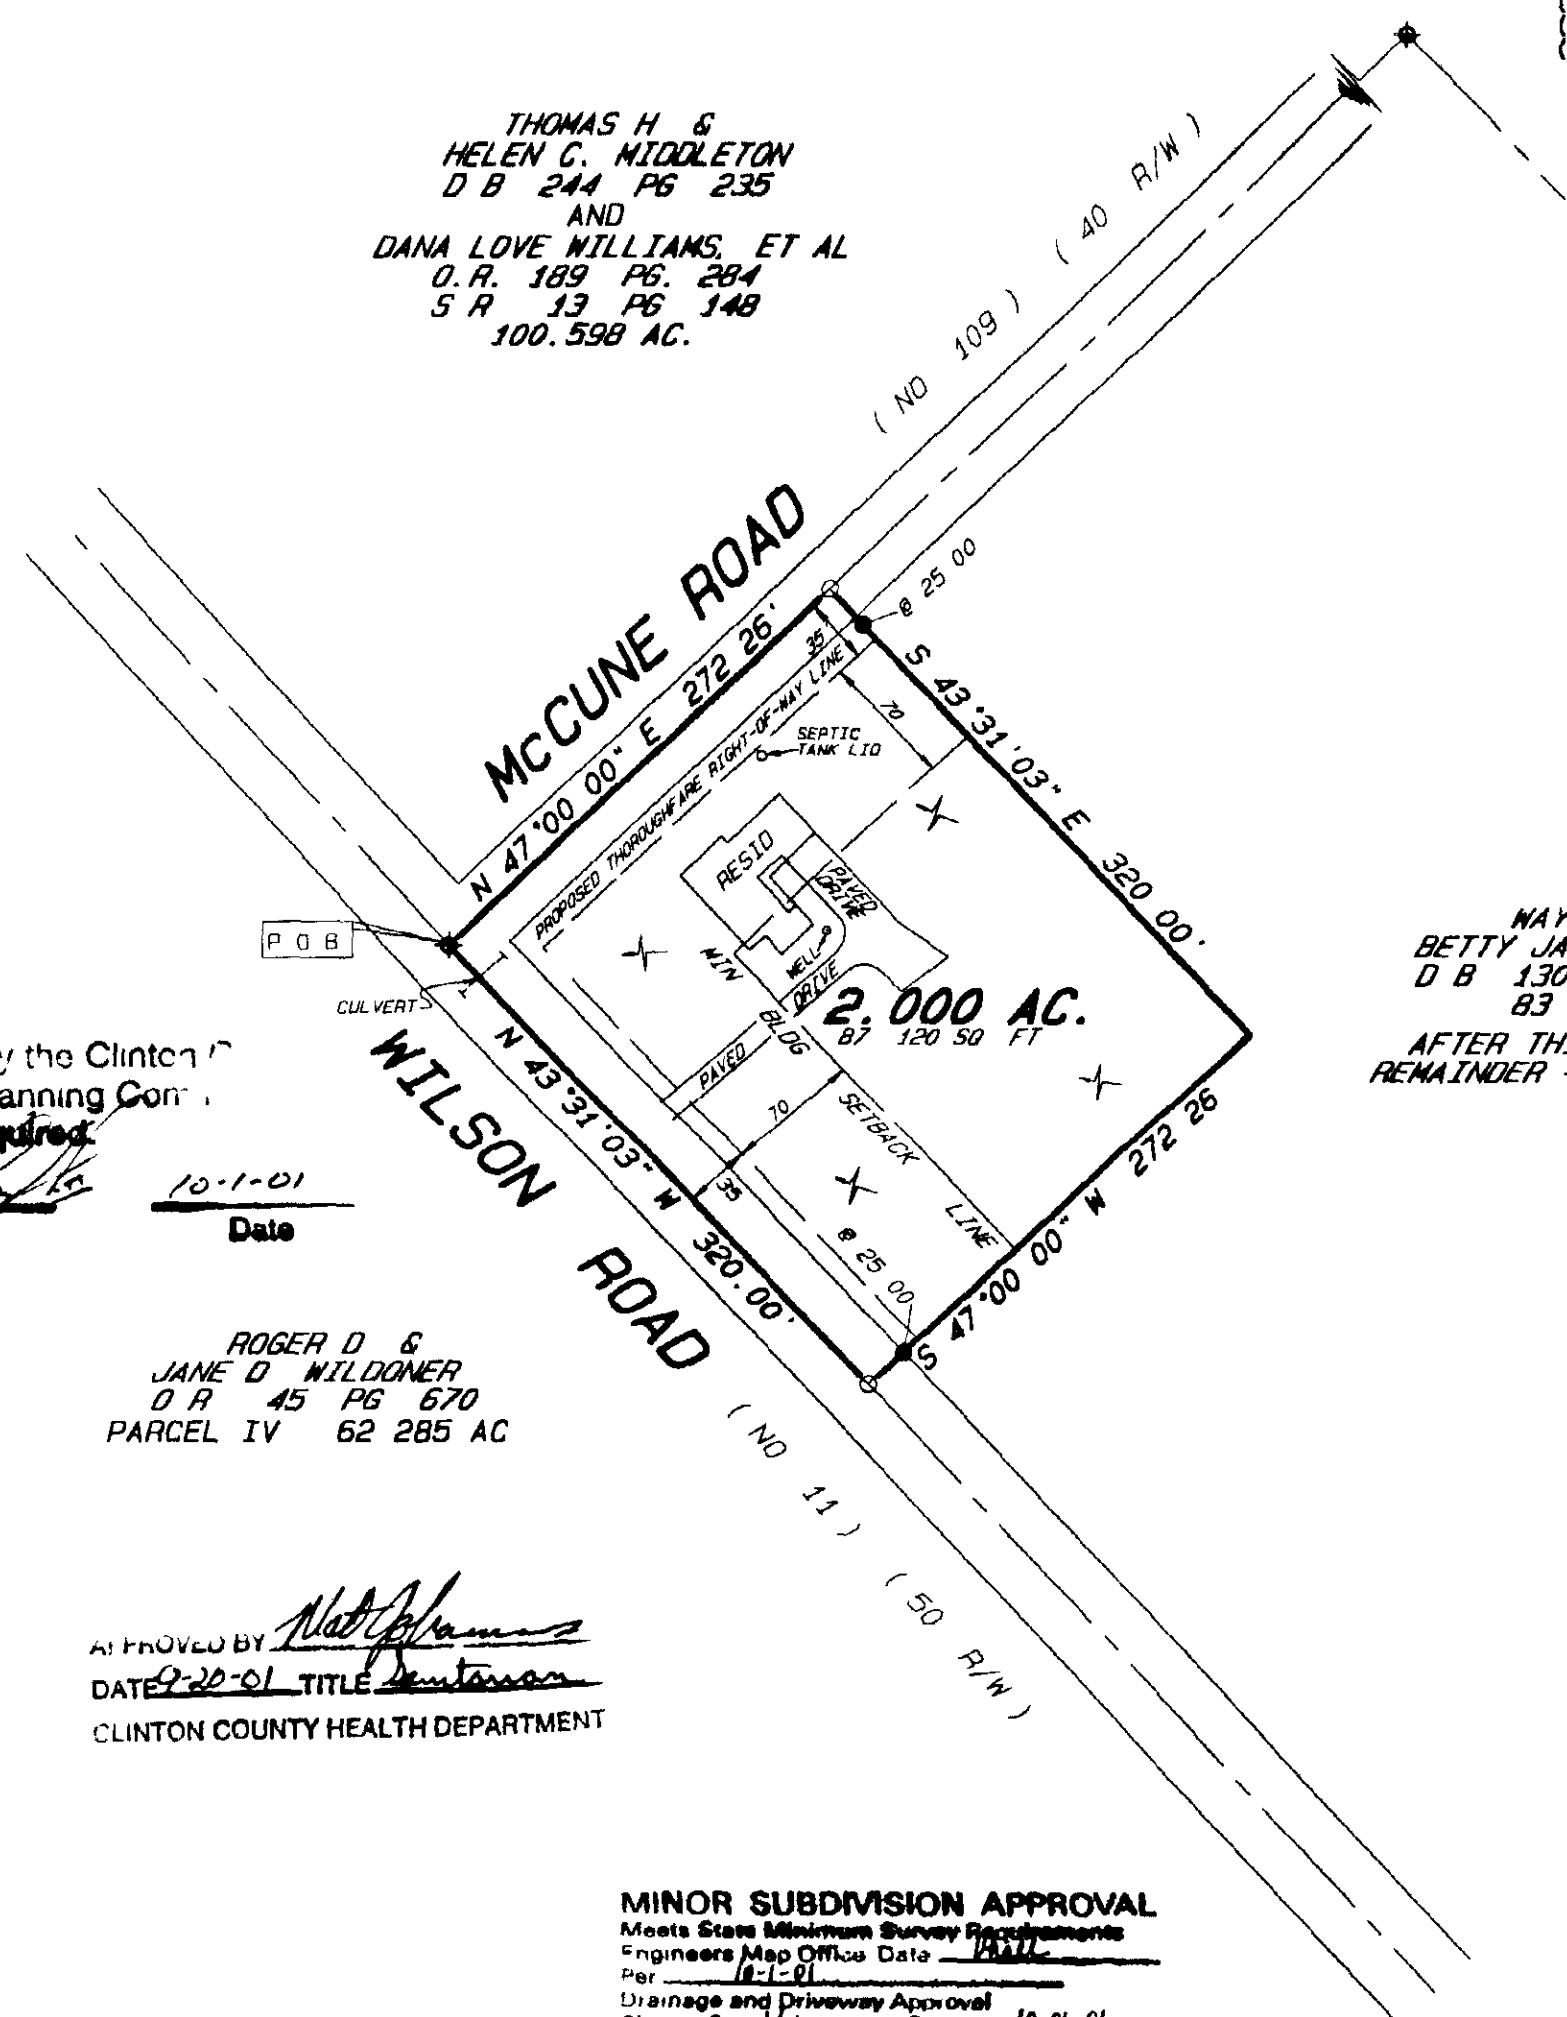 THOMAS H &
HELEN C. MIDDLETON
D B 244 PG 235
AND
DANA LOVE WILLIAMS, ET AL
O.R. 189 PG. 284
S R 13 PG 148
100.598 AC.
( 40 R/W )
( NO 109 )
McCUNE ROAD
@ 25 00
N 47°00 00" E 272 26'
35'
PROPOSED THOROUGHFARE RIGHT-OF-WAY LINE
S 43°31'03" E 320 00'
70
SEPTIC
TANK LID
RESID
PAVED
DRIVE
WELL
MIN BLDG SETBACK LINE
PAVED DRIVE
P O B
CULVERT
2.000 AC.
87 120 SQ FT
WAY
BETTY JA
D B 130
83
AFTER TH
REMAINDER
N 43°31'03" W 320.00'
70
35
@ 25 00
S 47°00 00" W 272 26
WILSON ROAD
( NO 11 )
( 50 R/W )
y the Clinton
anning Com
quired
10-1-01
Date
ROGER D &
JANE D WILDONER
O R 45 PG 670
PARCEL IV 62 285 AC
APPROVED BY
DATE 9-20-01 TITLE Sanitarian
CLINTON COUNTY HEALTH DEPARTMENT
MINOR SUBDIVISION APPROVAL
Meets State Minimum Survey Requirements
Engineers Map Office Date
Per 10-1-01
Drainage and Driveway Approval